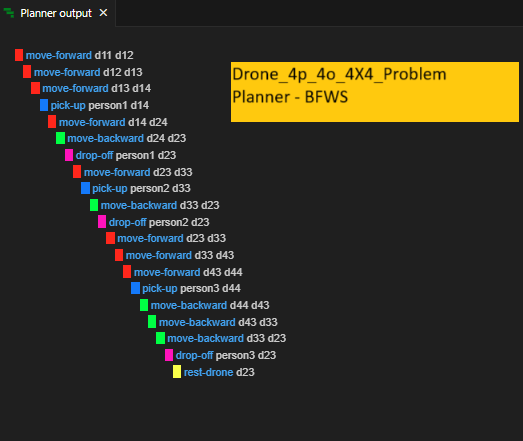 Planner output
move-forward d11 d12
move-forward d12 d13
move-forward d13 d14
pick-up person1 d14
move-forward d14 d24
move-backward d24 d23
drop-off person1 d23
move-forward d23 d33
pick-up person2 d33
move-backward d33 d23
drop-off person2 d23
move-forward d23 d33
move-forward d33 d43
move-forward d43 d44
pick-up person3 d44
move-backward d44 d43
move-backward d43 d33
move-backward d33 d23
drop-off person3 d23
rest-drone d23
Drone_4p_4o_4X4_Problem
Planner - BFWS